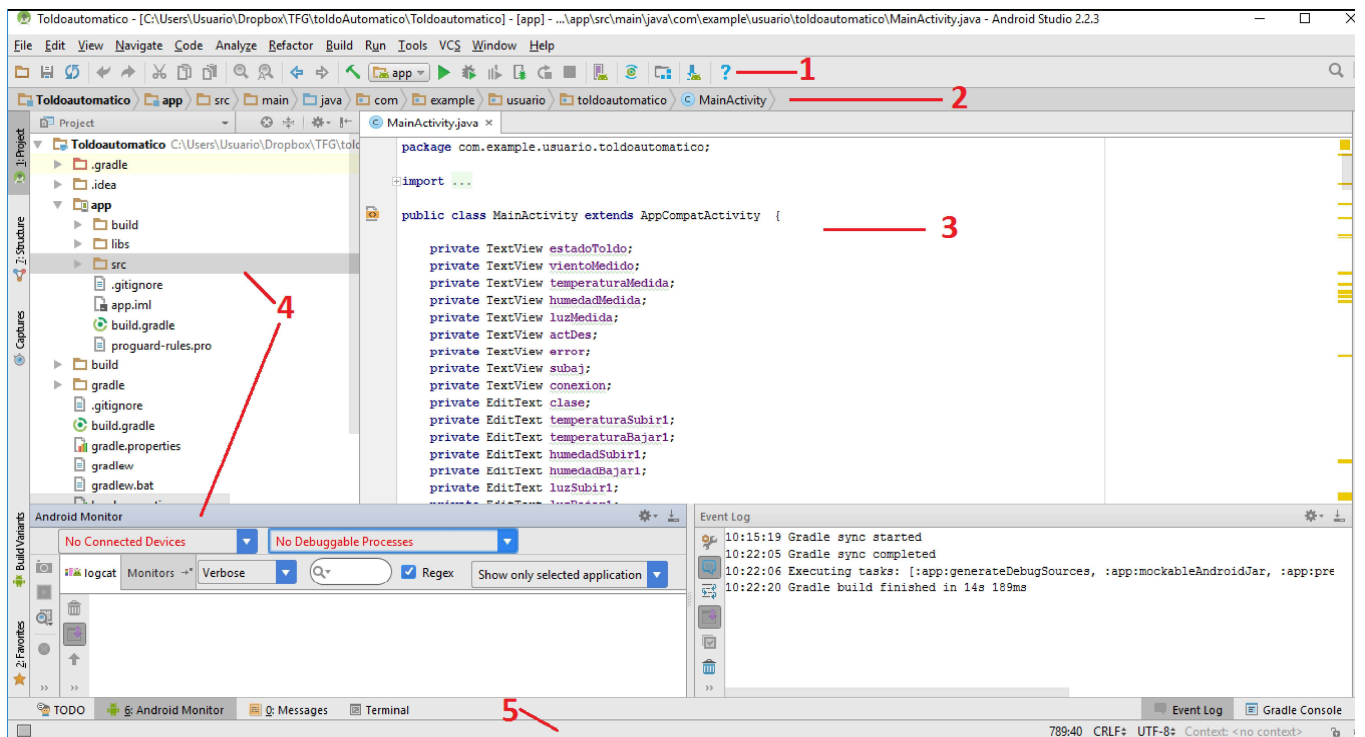 Toldoautomatico - [C:\Users\Usuario\Dropbox\TFG\toldoAutomatico\Toldoautomatico] - [app] - ...\app\src\main\java\com\example\usuario\toldoautomatico\MainActivity.java - Android Studio 2.2.3
File Edit View Navigate Code Analyze Refactor Build Run Tools VCS Window Help
app ? 1
Toldoautomatico app src main java com example usuario toldoautomatico MainActivity 2
1: Project
7: Structure
Captures
Build Variants
2: Favorites
Project
Toldoautomatico C:\Users\Usuario\Dropbox\TFG\told
.gradle
.idea
app
build
libs
src
.gitignore
app.iml
build.gradle
proguard-rules.pro
build
gradle
.gitignore
build.gradle
gradle.properties
gradlew
gradlew.bat
4
MainActivity.java ×
package com.example.usuario.toldoautomatico;
import ...
public class MainActivity extends AppCompatActivity {
3
private TextView estadoToldo;
private TextView vientoMedido;
private TextView temperaturaMedida;
private TextView humedadMedida;
private TextView luzMedida;
private TextView actDes;
private TextView error;
private TextView subaj;
private TextView conexion;
private EditText clase;
private EditText temperaturaSubir1;
private EditText temperaturaBajar1;
private EditText humedadSubir1;
private EditText humedadBajar1;
private EditText luzSubir1;
Android Monitor
No Connected Devices No Debuggable Processes
logcat Monitors Verbose Regex Show only selected application
Event Log
10:15:19 Gradle sync started
10:22:05 Gradle sync completed
10:22:06 Executing tasks: [:app:generateDebugSources, :app:mockableAndroidJar, :app:pre
10:22:20 Gradle build finished in 14s 189ms
TODO 6: Android Monitor 0: Messages Terminal 5 Event Log Gradle Console
789:40 CRLF UTF-8 Context: <no context>